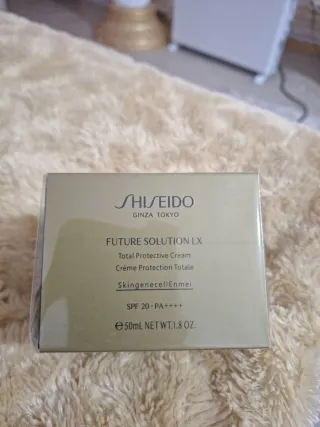 SHISEIDO
GINZA TOKYO
FUTURE SOLUTION LX
Total Protective Cream
Crème Protection Totale
SkingenecellEnmei
SPF 20 • PA++++
℮50mL NET WT. 1.8 OZ.